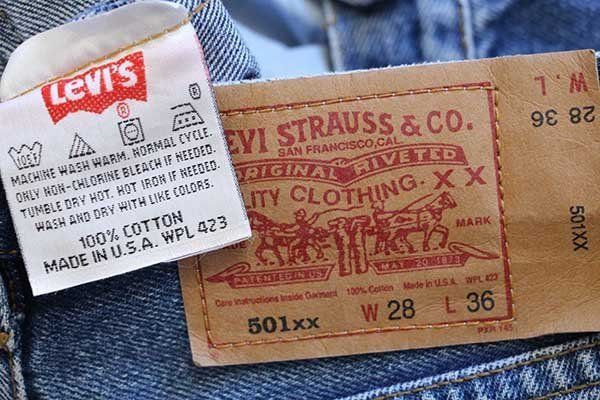 LEVI'S
®
105F
MACHINE WASH WARM. NORMAL CYCLE.
ONLY NON-CHLORINE BLEACH IF NEEDED.
TUMBLE DRY HOT. HOT IRON IF NEEDED.
WASH AND DRY WITH LIKE COLORS.
100% COTTON
MADE IN U.S.A. WPL 423
EVI STRAUSS & CO.
SAN FRANCISCO, CAL.
ORIGINAL RIVETED
®
ITY CLOTHING. X X
MARK
PATENTED IN U.S. MAY 20 1873
Care instructions Inside Garment 100% Cotton Made in U.S.A. WPL 423
501xx W 28 L 36
PXR 145
W. L.
28 36
501XX